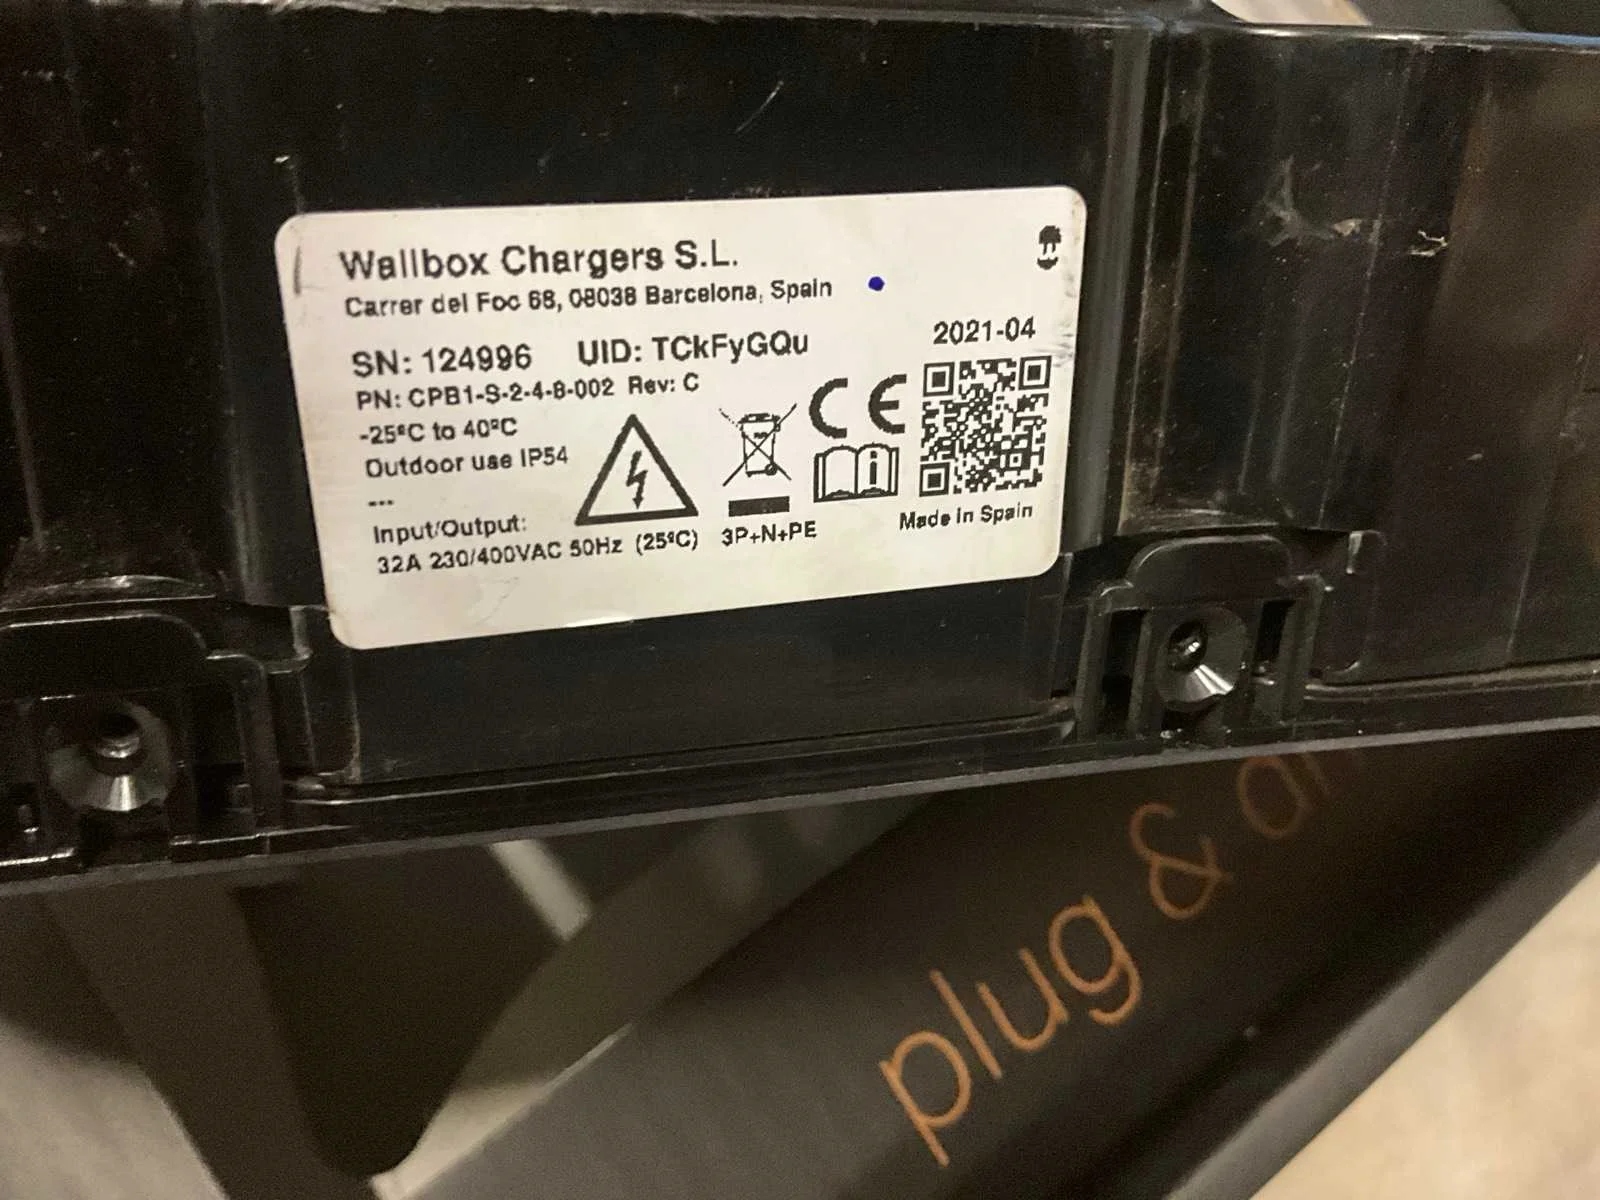 Wallbox Chargers S.L.
Carrer del Foc 68, 08038 Barcelona, Spain
SN: 124996 UID: TCkFyGQu
2021-04
PN: CPB1-S-2-4-8-002 Rev: C
-25ºC to 40ºC
Outdoor use IP54
---
Input/Output:
32A 230/400VAC 50Hz (25ºC) 3P+N+PE
CE
Made in Spain
plug &